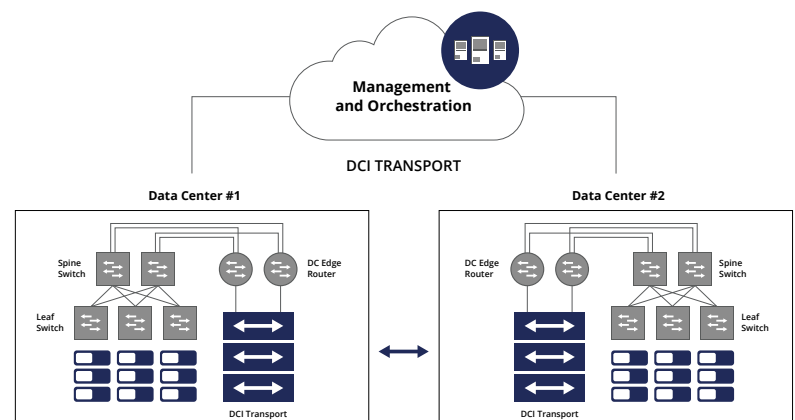 Management
and Orchestration
DCI TRANSPORT
Data Center #1
Data Center #2
Spine
Switch
DC Edge
Router
Leaf
Switch
DCI Transport
DC Edge
Router
Spine
Switch
Leaf
Switch
DCI Transport